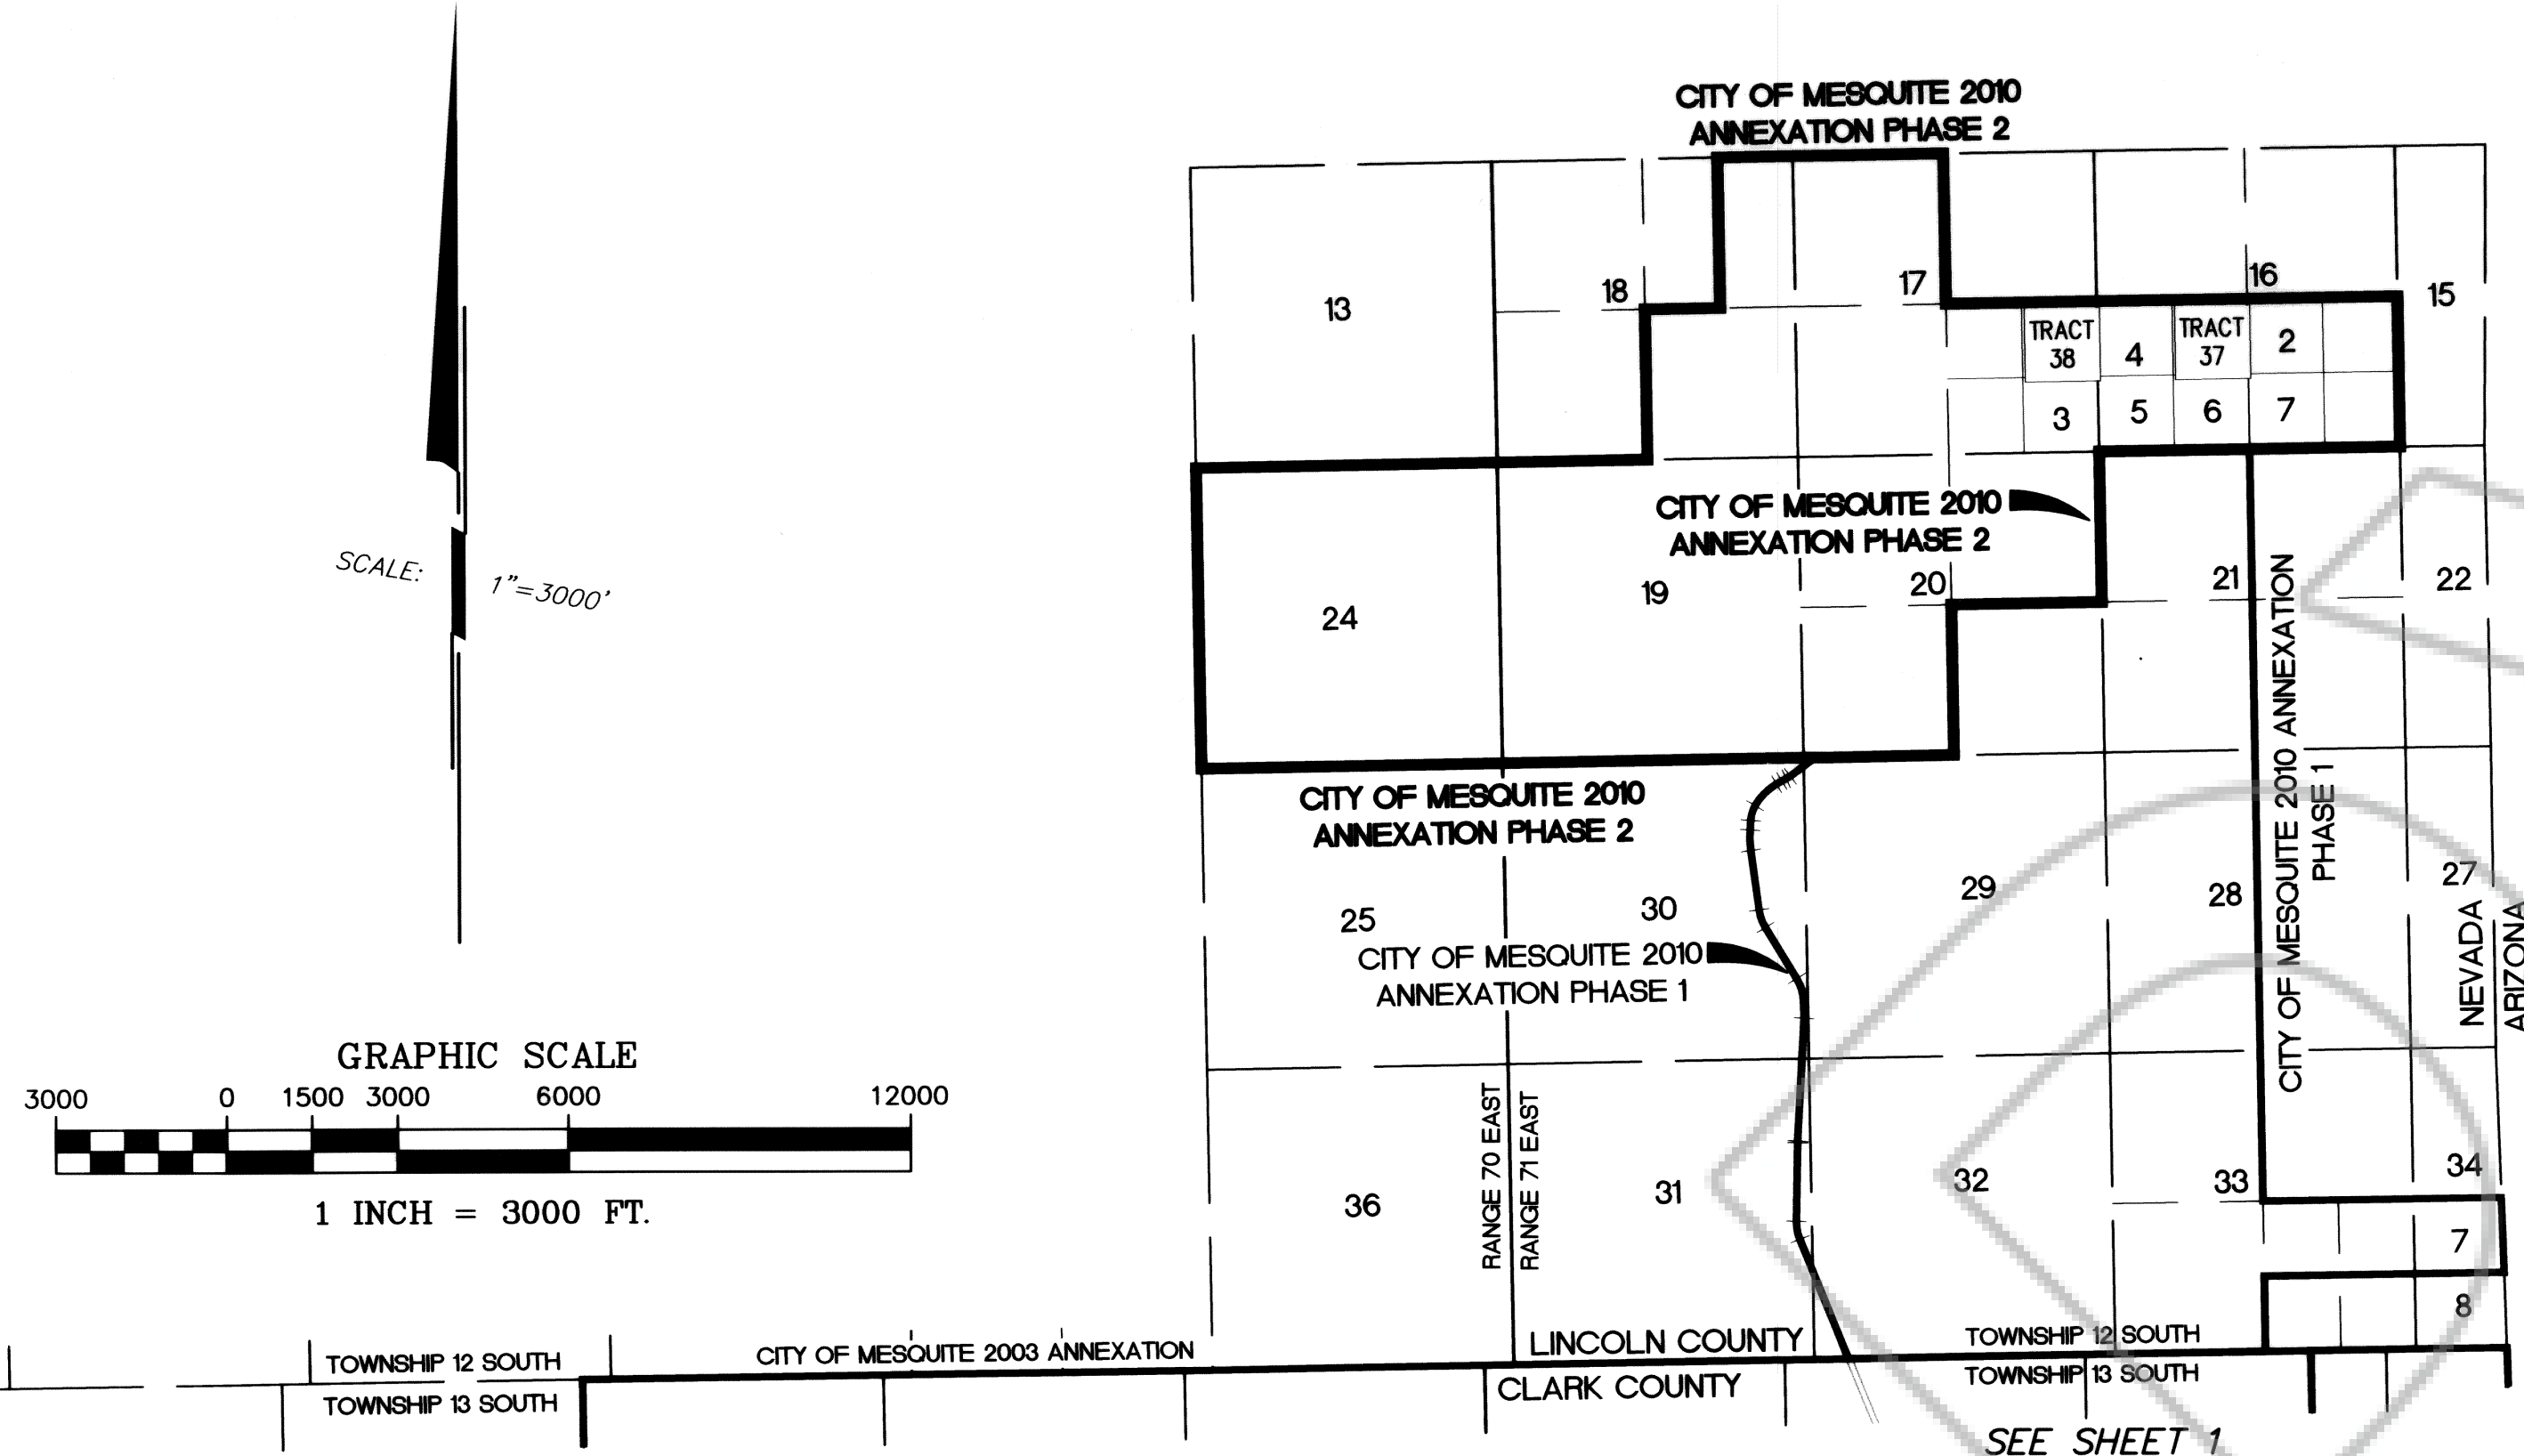 CITY OF MESQUITE 2010
ANNEXATION PHASE 2
13
18
17
16
15
TRACT
38
4
TRACT
37
2
3
5
6
7
CITY OF MESQUITE 2010
ANNEXATION PHASE 2
SCALE:
1"=3000'
24
19
20
21
22
CITY OF MESQUITE 2010 ANNEXATION
PHASE 1
CITY OF MESQUITE 2010
ANNEXATION PHASE 2
25
30
29
28
27
CITY OF MESQUITE 2010
ANNEXATION PHASE 1
NEVADA
ARIZONA
GRAPHIC SCALE
3000 0 1500 3000 6000 12000
1 INCH = 3000 FT.
RANGE 70 EAST
RANGE 71 EAST
36
31
32
33
34
7
8
TOWNSHIP 12 SOUTH
CITY OF MESQUITE 2003 ANNEXATION
LINCOLN COUNTY
TOWNSHIP 12 SOUTH
TOWNSHIP 13 SOUTH
CLARK COUNTY
TOWNSHIP 13 SOUTH
SEE SHEET 1